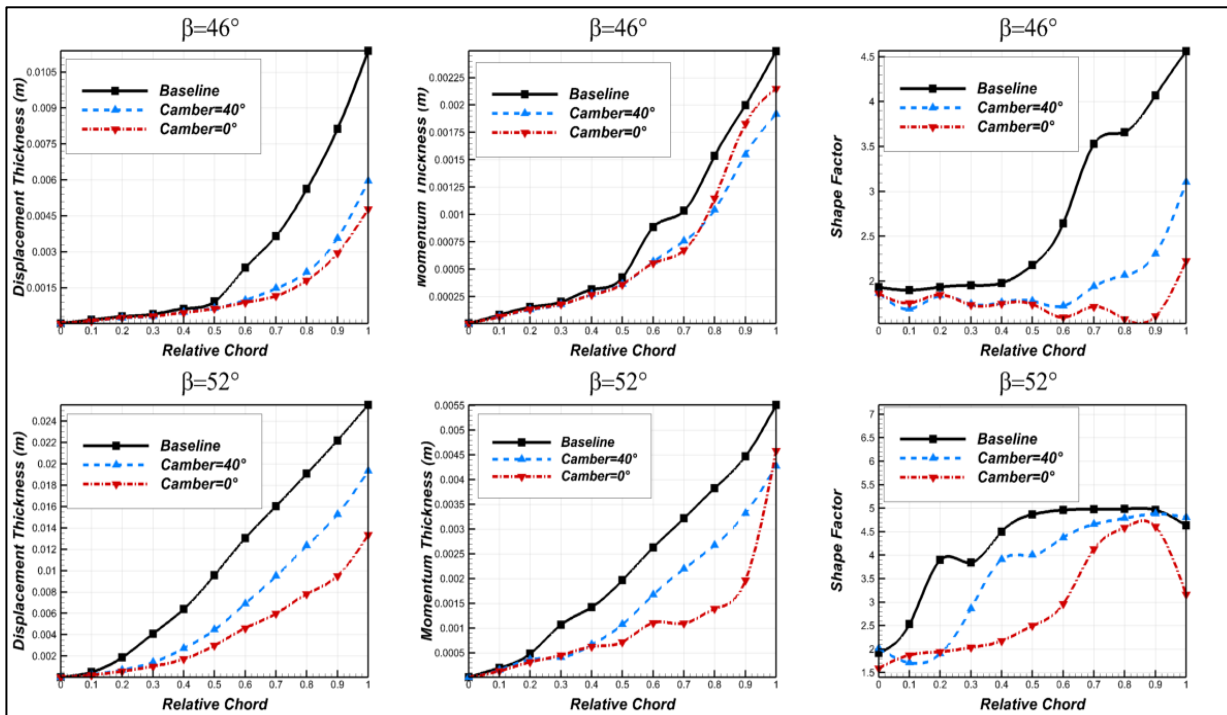 β=46°
Displacement Thickness (m)
0.0105
0.009
0.0075
0.006
0.0045
0.003
0.0015
Baseline
Camber=40°
Camber=0°
0 0.1 0.2 0.3 0.4 0.5 0.6 0.7 0.8 0.9 1
Relative Chord
β=46°
Momentum Thickness (m)
0.00225
0.002
0.00175
0.0015
0.00125
0.001
0.00075
0.0005
0.00025
Baseline
Camber=40°
Camber=0°
0 0.1 0.2 0.3 0.4 0.5 0.6 0.7 0.8 0.9 1
Relative Chord
β=46°
Shape Factor
4.5
4
3.5
3
2.5
2
Baseline
Camber=40°
Camber=0°
0 0.1 0.2 0.3 0.4 0.5 0.6 0.7 0.8 0.9 1
Relative Chord
β=52°
Displacement Thickness (m)
0.024
0.022
0.02
0.018
0.016
0.014
0.012
0.01
0.008
0.006
0.004
0.002
Baseline
Camber=40°
Camber=0°
0 0.1 0.2 0.3 0.4 0.5 0.6 0.7 0.8 0.9 1
Relative Chord
β=52°
Momentum Thickness (m)
0.0055
0.005
0.0045
0.004
0.0035
0.003
0.0025
0.002
0.0015
0.001
0.0005
Baseline
Camber=40°
Camber=0°
0 0.1 0.2 0.3 0.4 0.5 0.6 0.7 0.8 0.9 1
Relative Chord
β=52°
Shape Factor
7
6.5
6
5.5
5
4.5
4
3.5
3
2.5
2
1.5
Baseline
Camber=40°
Camber=0°
0 0.1 0.2 0.3 0.4 0.5 0.6 0.7 0.8 0.9 1
Relative Chord